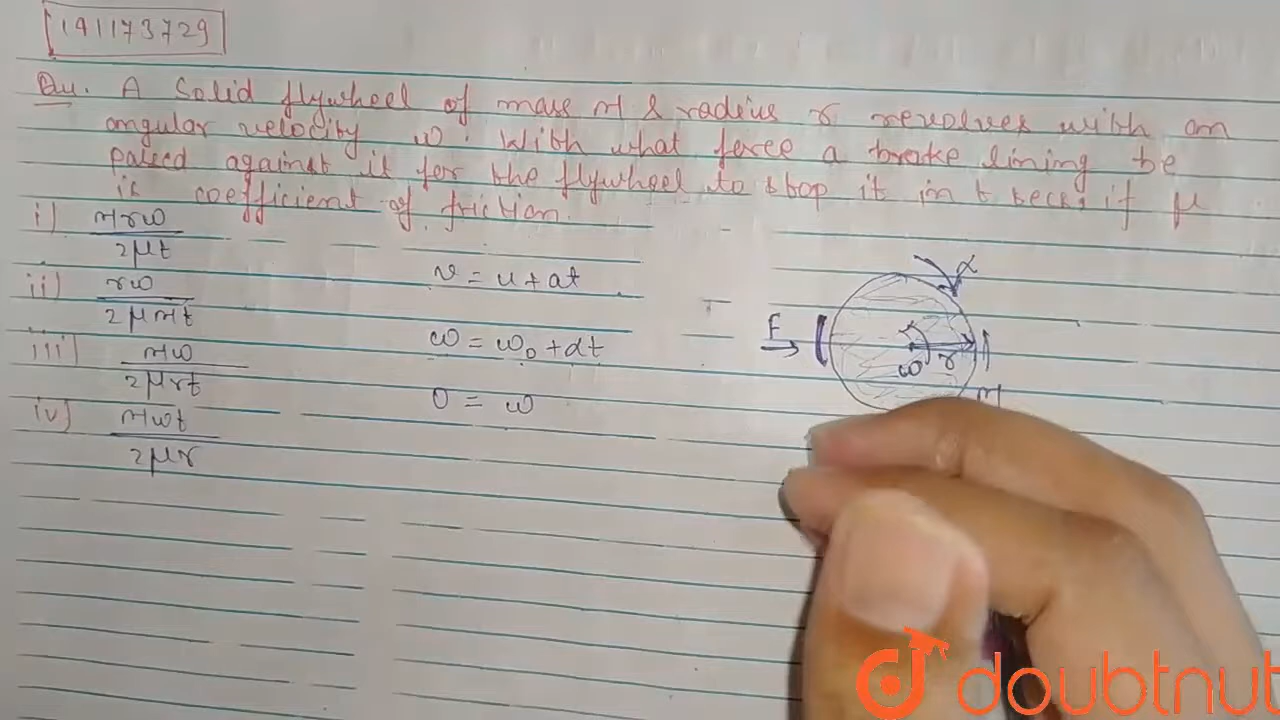 191173729
Qu. A Solid flywheel of mass M & radius r revolves with an
angular velocity ω. With what force a brake lining be
palced against it for the flywheel to stop it in t secs, if μ
is coefficient of friction.
i) Mrω / 2μt
ii) rω / 2μMt
iii) Mω / 2μrt
iv) Mωt / 2μr
v = u + at
ω = ω₀ + αt
0 = ω
α
F
ω r
M
doubtnut